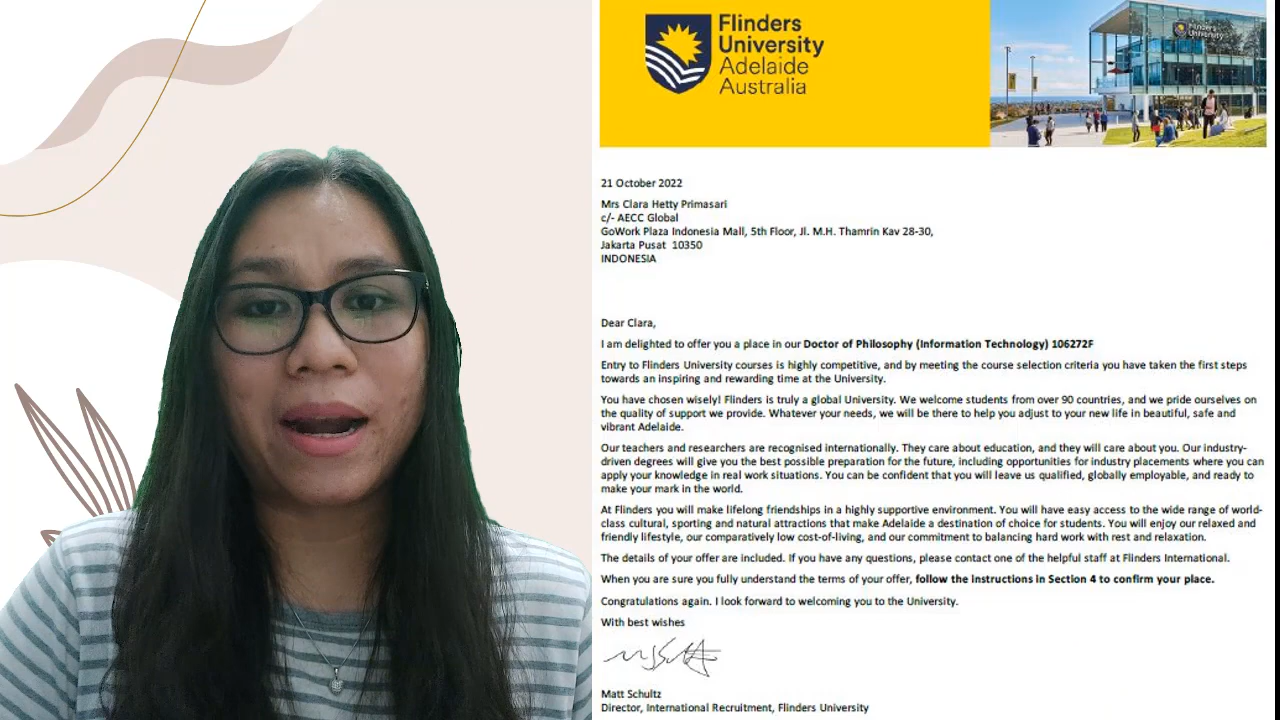 Flinders
University
Adelaide
Australia
Flinders
University
21 October 2022
Mrs Clara Hetty Primasari
c/- AECC Global
GoWork Plaza Indonesia Mall, 5th Floor, Jl. M.H. Thamrin Kav 28-30,
Jakarta Pusat 10350
INDONESIA
Dear Clara,
I am delighted to offer you a place in our Doctor of Philosophy (Information Technology) 106272F
Entry to Flinders University courses is highly competitive, and by meeting the course selection criteria you have taken the first steps
towards an inspiring and rewarding time at the University.
You have chosen wisely! Flinders is truly a global University. We welcome students from over 90 countries, and we pride ourselves on
the quality of support we provide. Whatever your needs, we will be there to help you adjust to your new life in beautiful, safe and
vibrant Adelaide.
Our teachers and researchers are recognised internationally. They care about education, and they will care about you. Our industry-
driven degrees will give you the best possible preparation for the future, including opportunities for industry placements where you can
apply your knowledge in real work situations. You can be confident that you will leave us qualified, globally employable, and ready to
make your mark in the world.
At Flinders you will make lifelong friendships in a highly supportive environment. You will have easy access to the wide range of world-
class cultural, sporting and natural attractions that make Adelaide a destination of choice for students. You will enjoy our relaxed and
friendly lifestyle, our comparatively low cost-of-living, and our commitment to balancing hard work with rest and relaxation.
The details of your offer are included. If you have any questions, please contact one of the helpful staff at Flinders International.
When you are sure you fully understand the terms of your offer, follow the instructions in Section 4 to confirm your place.
Congratulations again. I look forward to welcoming you to the University.
With best wishes
Matt Schultz
Director, International Recruitment, Flinders University